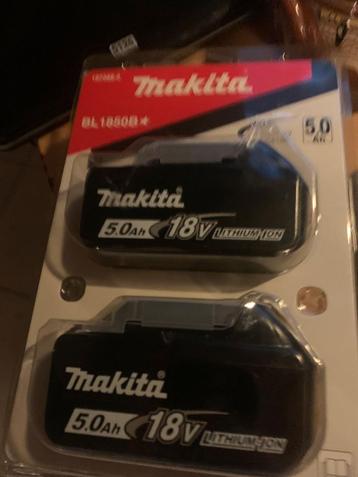 makita
BL1850B★
5.0
Ah
makita
5.0Ah 18V LITHIUM-ION
makita
5.0Ah 18V LITHIUM-ION